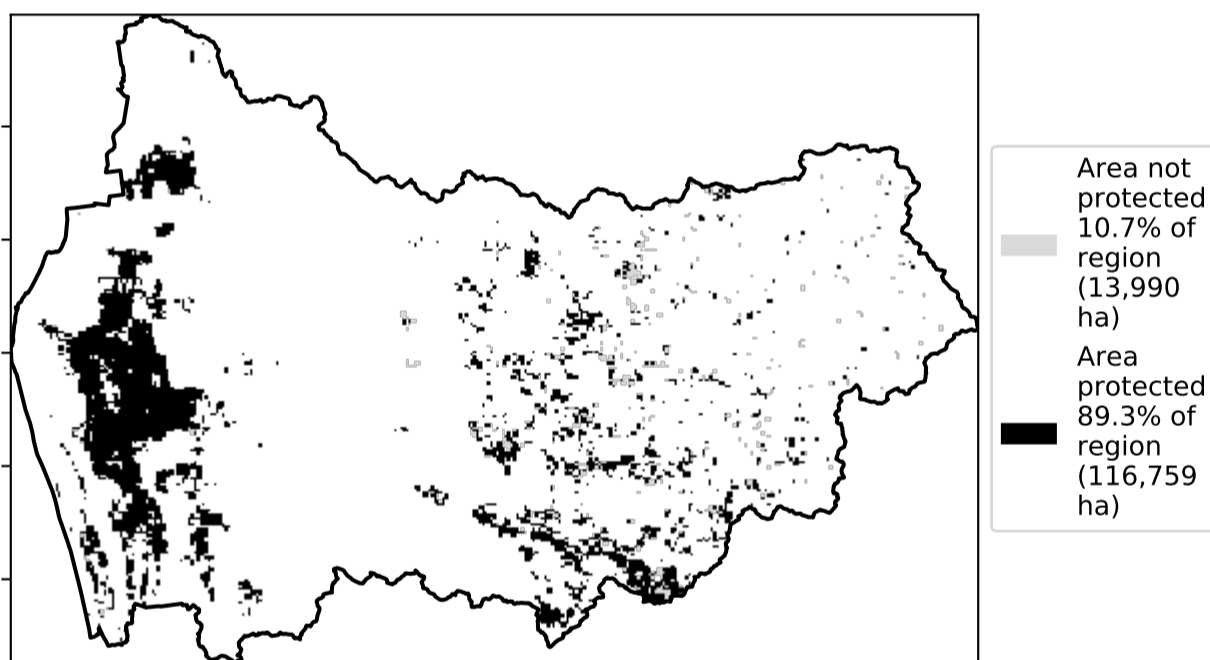 Area not
protected
10.7% of
region
(13,990
ha)
Area
protected
89.3% of
region
(116,759
ha)